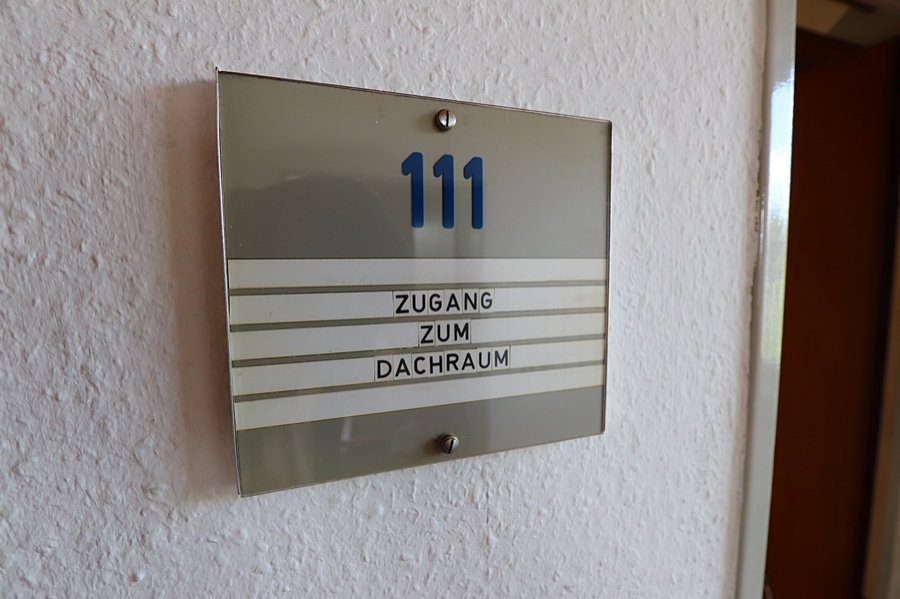 111
ZUGANG
ZUM
DACHRAUM